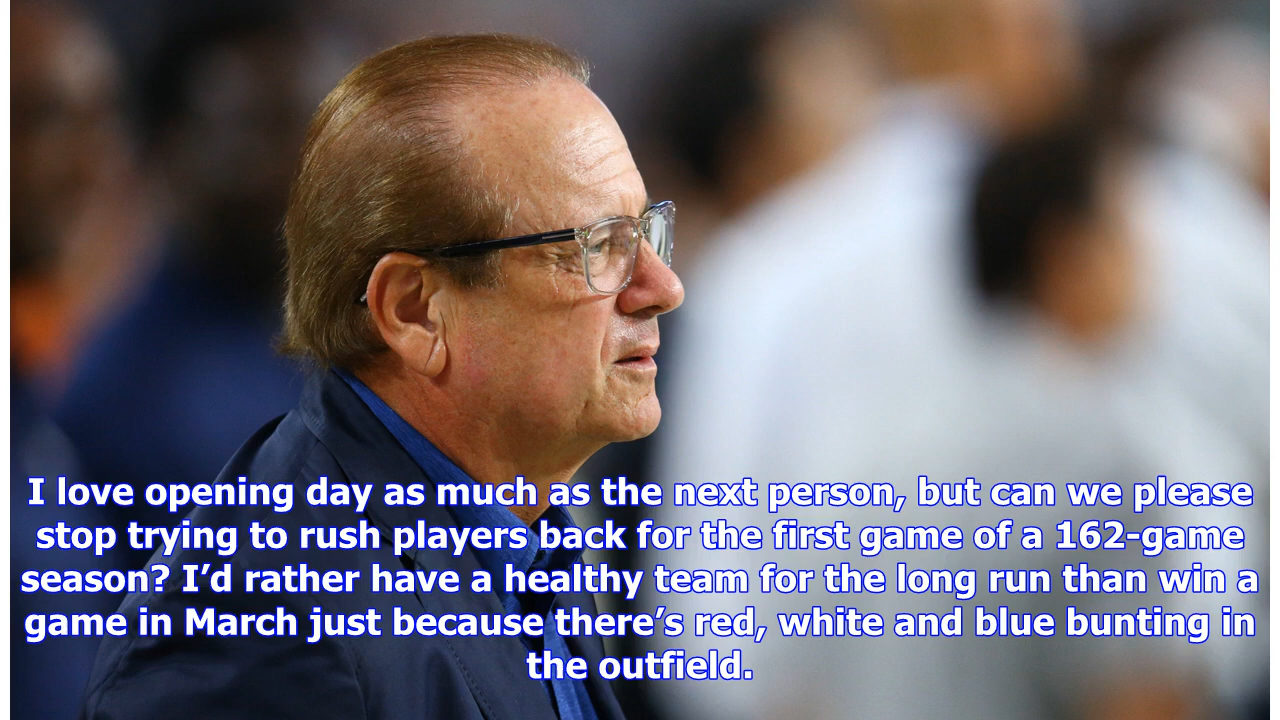 I love opening day as much as the next person, but can we please
stop trying to rush players back for the first game of a 162-game
season? I’d rather have a healthy team for the long run than win a
game in March just because there’s red, white and blue bunting in
the outfield.